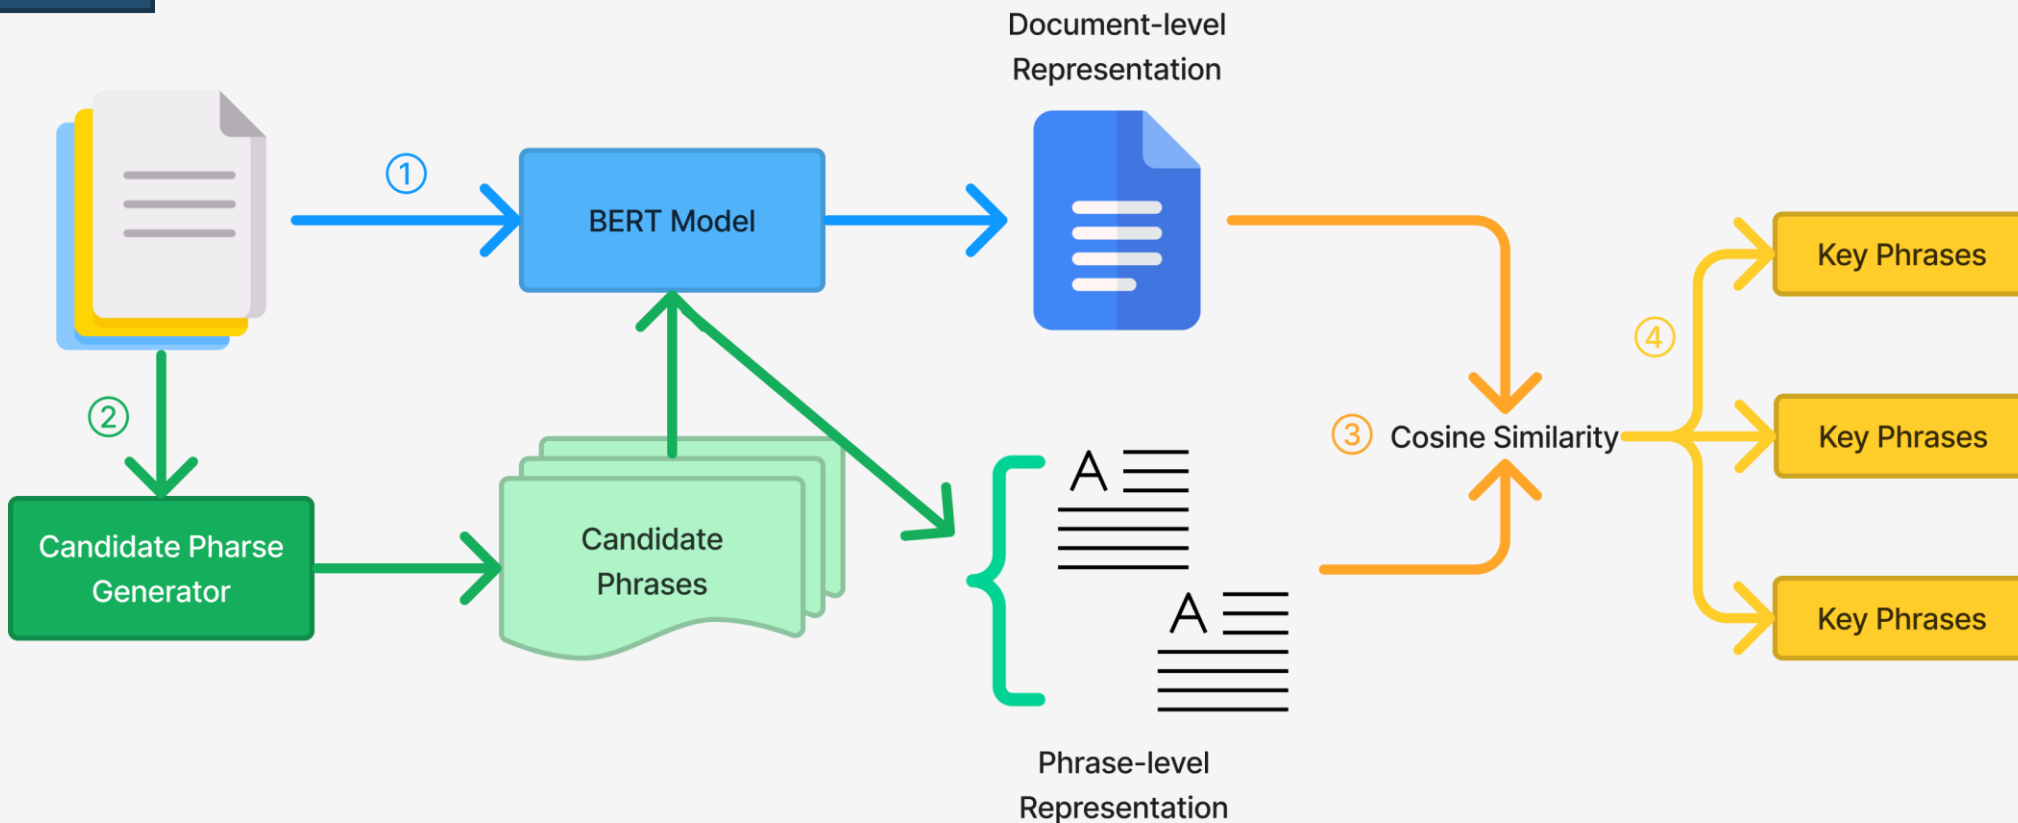 Document-level
Representation
①
BERT Model
Key Phrases
④
②
③ Cosine Similarity
Key Phrases
A
Candidate Pharse
Generator
Candidate
Phrases
A
Key Phrases
Phrase-level
Representation